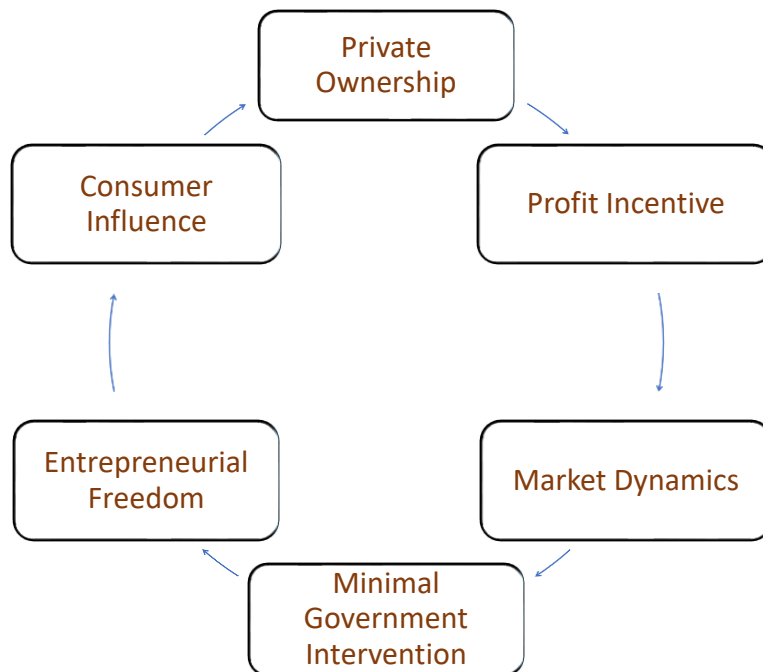 Private
Ownership
Profit Incentive
Market Dynamics
Minimal
Government
Intervention
Entrepreneurial
Freedom
Consumer
Influence